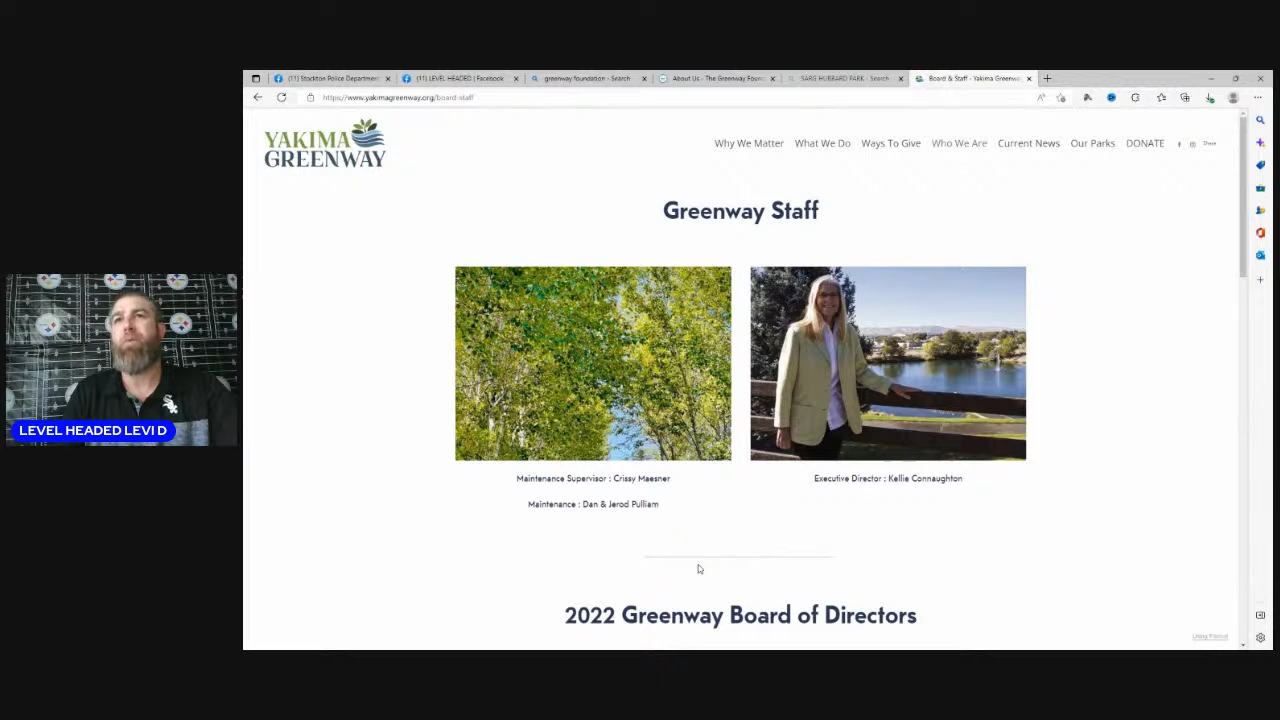 (11) Stockton Police Department
(11) LEVEL HEADED | Facebook
greenway foundation - Search
About Us - The Greenway Found
SARG HUBBARD PARK - Search
Board & Staff - Yakima Greenway
https://www.yakimagreenway.org/board-staff
YAKIMA
GREENWAY
Why We Matter
What We Do
Ways To Give
Who We Are
Current News
Our Parks
DONATE
Greenway Staff
Maintenance Supervisor : Crissy Maesner
Maintenance : Dan & Jerod Pulliam
Executive Director : Kellie Connaughton
2022 Greenway Board of Directors
LEVEL HEADED LEVI D